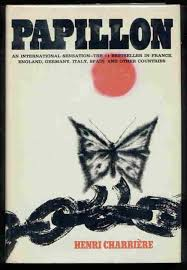 PAPILLON
AN INTERNATIONAL SENSATION—THE #1 BESTSELLER IN FRANCE,
ENGLAND, GERMANY, ITALY, SPAIN AND OTHER COUNTRIES
HENRI CHARRIÈRE